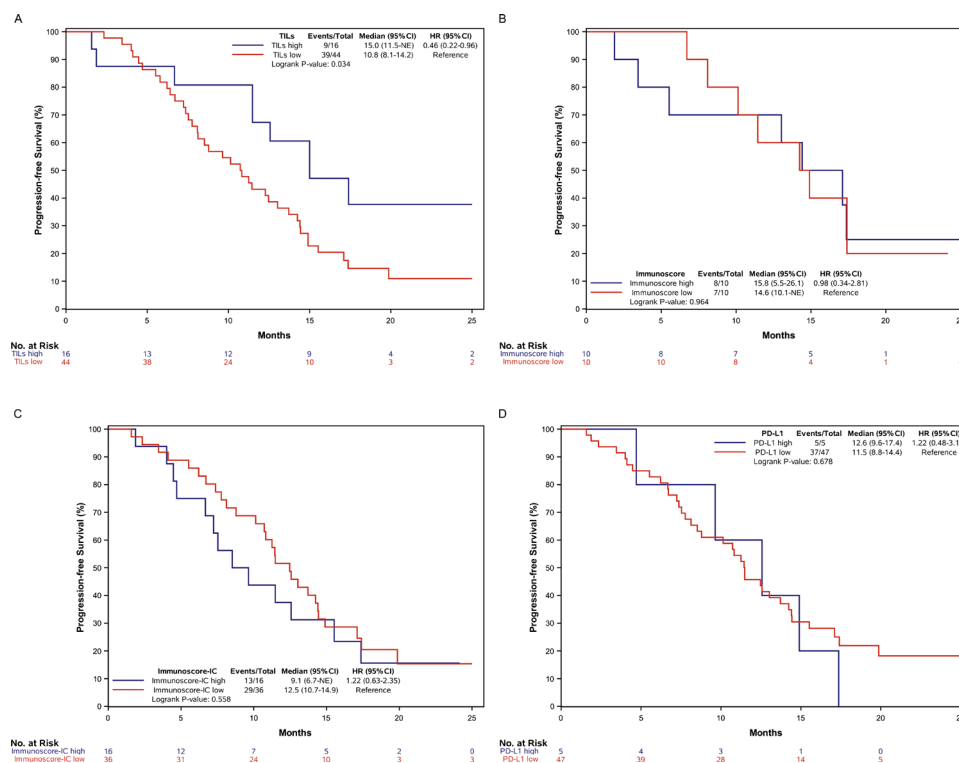 A
TILs Events/Total Median (95%CI) HR (95%CI)
TILs high 9/16 15.0 (11.5-NE) 0.46 (0.22-0.96)
TILs low 39/44 10.8 (8.1-14.2) Reference
Logrank P-value: 0.034
Progression-free Survival (%)
100
90
80
70
60
50
40
30
20
10
0
0 5 10 15 20 25
Months
No. at Risk
TILs high 16 13 12 9 4 2
TILs low 44 38 24 10 3 2
B
Progression-free Survival (%)
100
90
80
70
60
50
40
30
20
10
0
Immunoscore Events/Total Median (95%CI) HR (95%CI)
Immunoscore high 8/10 15.8 (5.5-26.1) 0.98 (0.34-2.81)
Immunoscore low 7/10 14.6 (10.1-NE) Reference
Logrank P-value: 0.964
0 5 10 15 20 25
Months
No. at Risk
Immunoscore high 10 8 7 5 1
Immunoscore low 10 10 8 4 1
C
Progression-free Survival (%)
100
90
80
70
60
50
40
30
20
10
0
Immunoscore-IC Events/Total Median (95%CI) HR (95%CI)
Immunoscore-IC high 13/16 9.1 (6.7-NE) 1.22 (0.63-2.35)
Immunoscore-IC low 29/36 12.5 (10.7-14.9) Reference
Logrank P-value: 0.558
0 5 10 15 20 25
Months
No. at Risk
Immunoscore-IC high 16 12 7 5 2 0
Immunoscore-IC low 36 31 24 10 3 3
D
PD-L1 Events/Total Median (95%CI) HR (95%CI)
PD-L1 high 5/5 12.6 (9.6-17.4) 1.22 (0.48-3.1
PD-L1 low 37/47 11.5 (8.8-14.4) Reference
Logrank P-value: 0.678
Progression-free Survival (%)
100
90
80
70
60
50
40
30
20
10
0
0 5 10 15 20 25
Months
No. at Risk
PD-L1 high 5 4 3 1 0
PD-L1 low 47 39 28 14 5